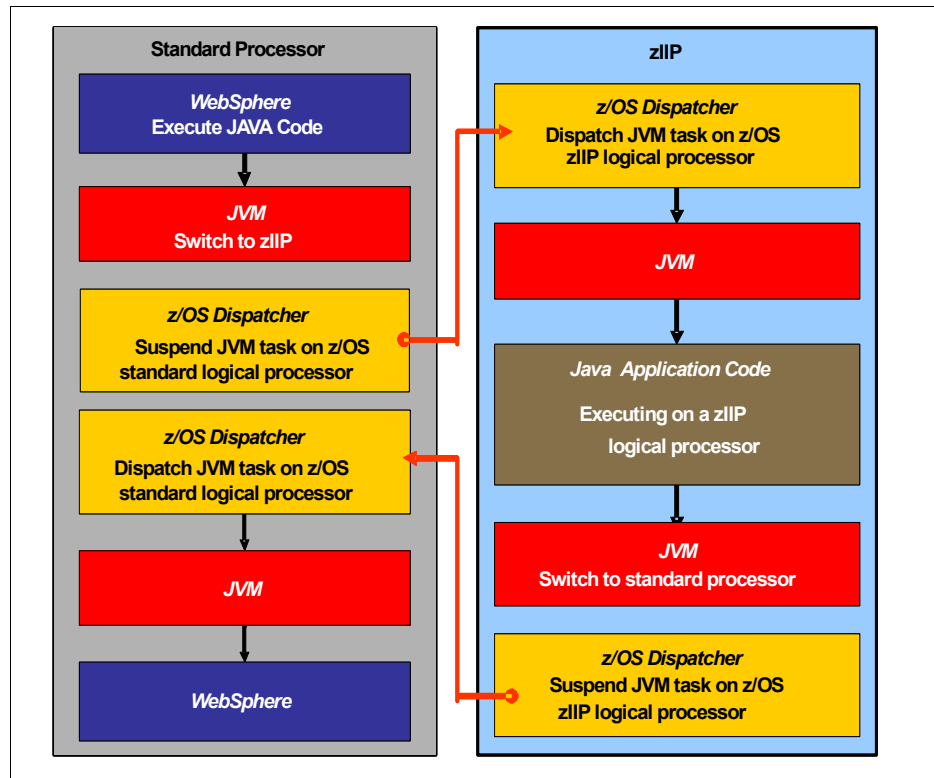 Standard Processor
WebSphere
Execute JAVA Code
JVM
Switch to zIIP
z/OS Dispatcher
Suspend JVM task on z/OS
standard logical processor
z/OS Dispatcher
Dispatch JVM task on z/OS
standard logical processor
JVM
WebSphere
zIIP
z/OS Dispatcher
Dispatch JVM task on z/OS
zIIP logical processor
JVM
Java Application Code
Executing on a zIIP
logical processor
JVM
Switch to standard processor
z/OS Dispatcher
Suspend JVM task on z/OS
zIIP logical processor